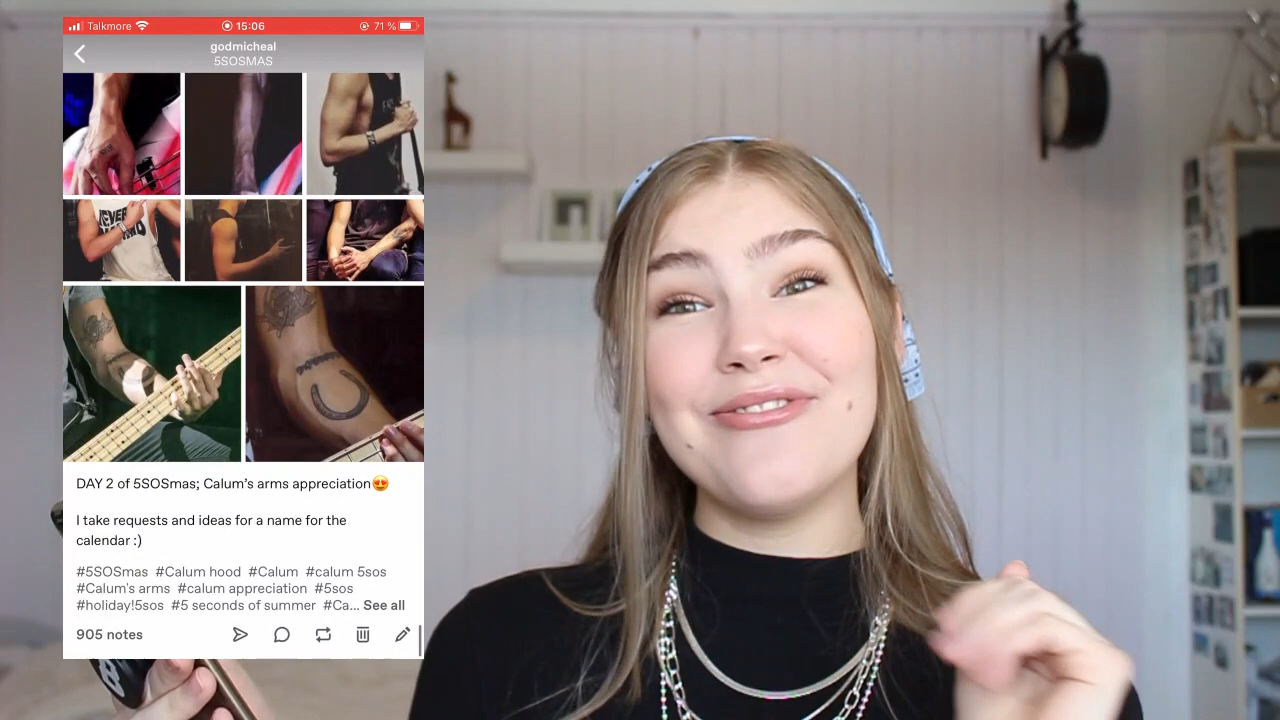 Talkmore 15:06 71 %
godmicheal
5SOSMAS
DAY 2 of 5SOSmas; Calum's arms appreciation😍
I take requests and ideas for a name for the
calendar :)
#5SOSmas #Calum hood #Calum #calum 5sos
#Calum's arms #calum appreciation #5sos
#holiday!5sos #5 seconds of summer #Ca... See all
905 notes